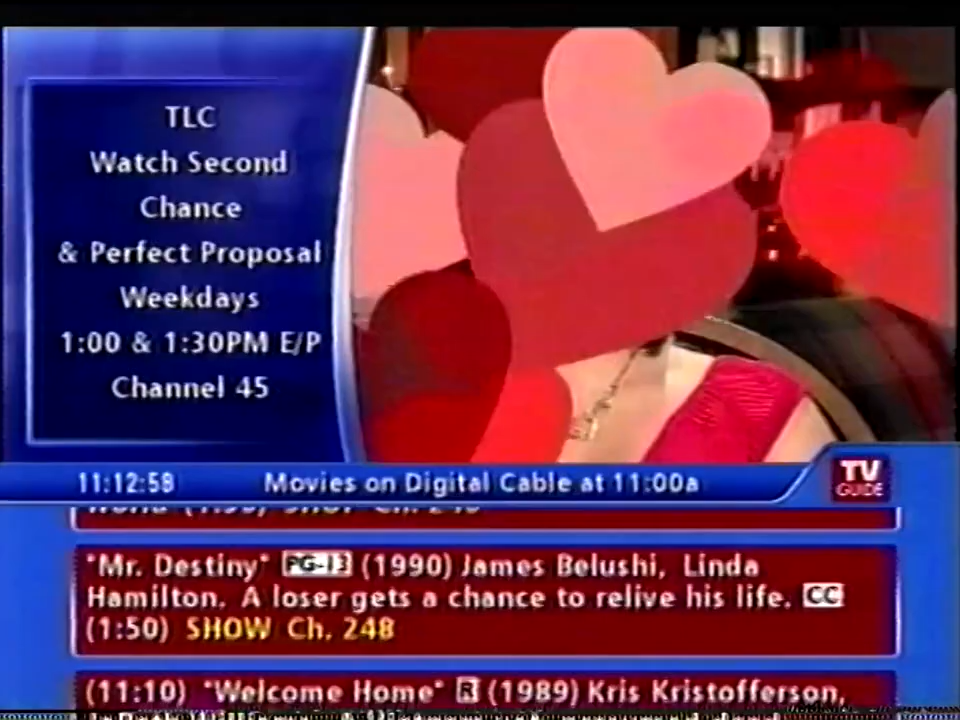 TLC
Watch Second
Chance
& Perfect Proposal
Weekdays
1:00 & 1:30PM E/P
Channel 45
11:12:58 Movies on Digital Cable at 11:00a
TV
GUIDE
"Mr. Destiny" PG-13 (1990) James Belushi, Linda
Hamilton. A loser gets a chance to relive his life. CC
(1:50) SHOW Ch. 248
(11:10) "Welcome Home" R (1989) Kris Kristofferson,